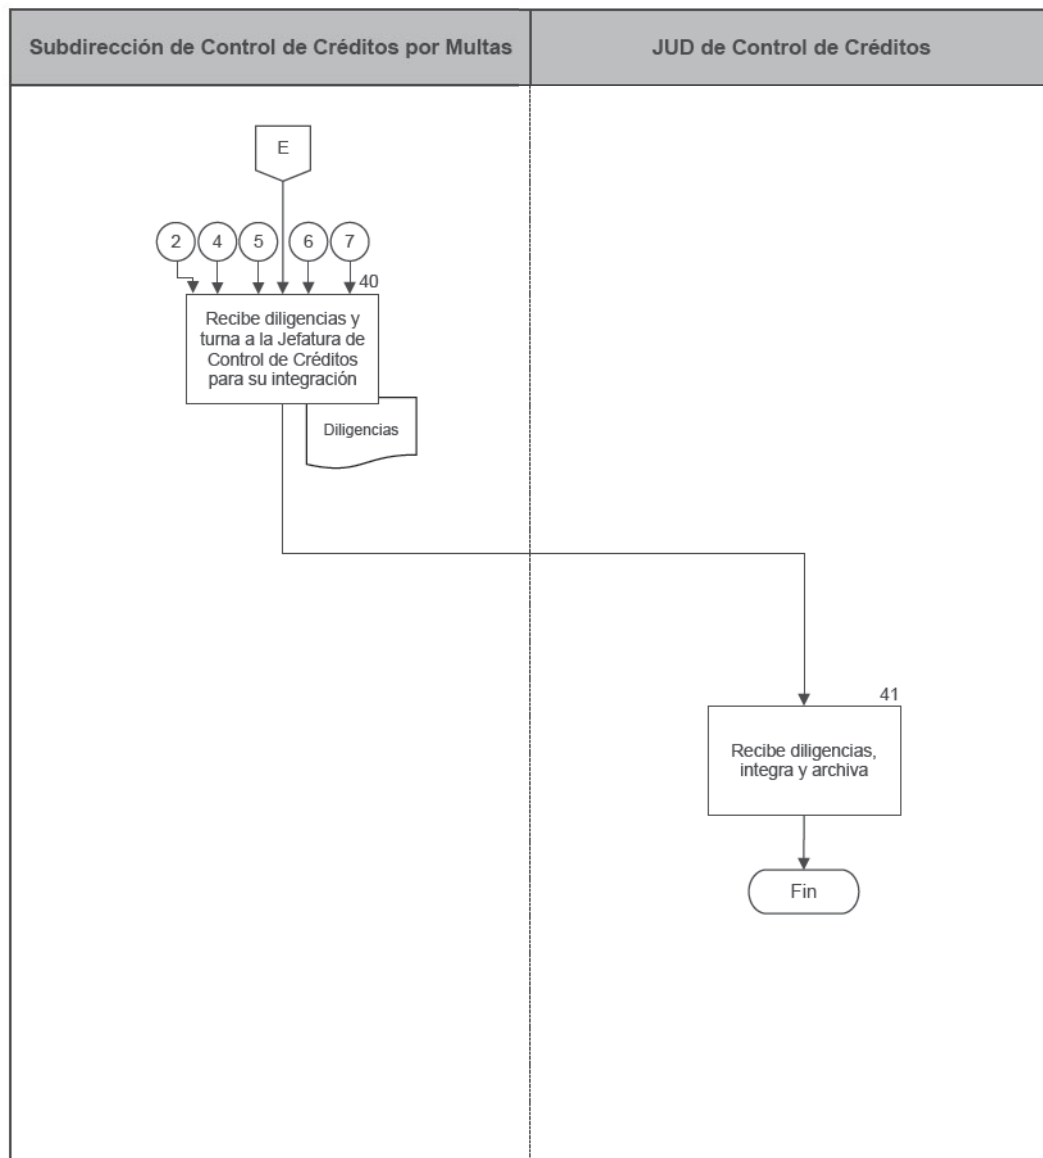 Subdirección de Control de Créditos por Multas
JUD de Control de Créditos
E
2
4
5
6
7
40
Recibe diligencias y
turna a la Jefatura de
Control de Créditos
para su integración
Diligencias
41
Recibe diligencias,
integra y archiva
Fin